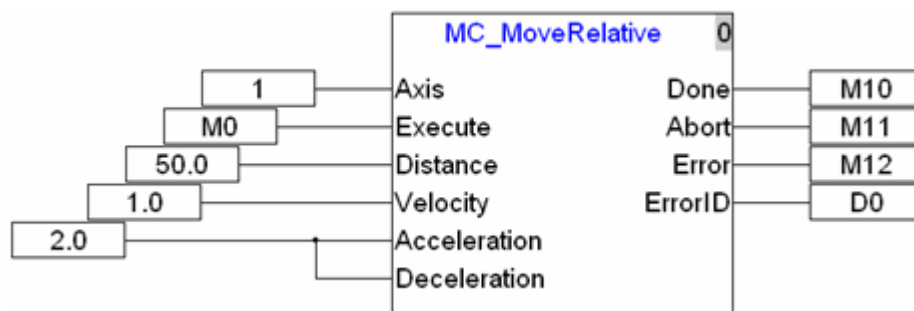 MC_MoveRelative 0
1 Axis Done M10
M0 Execute Abort M11
50.0 Distance Error M12
1.0 Velocity ErrorID D0
2.0 Acceleration
Deceleration